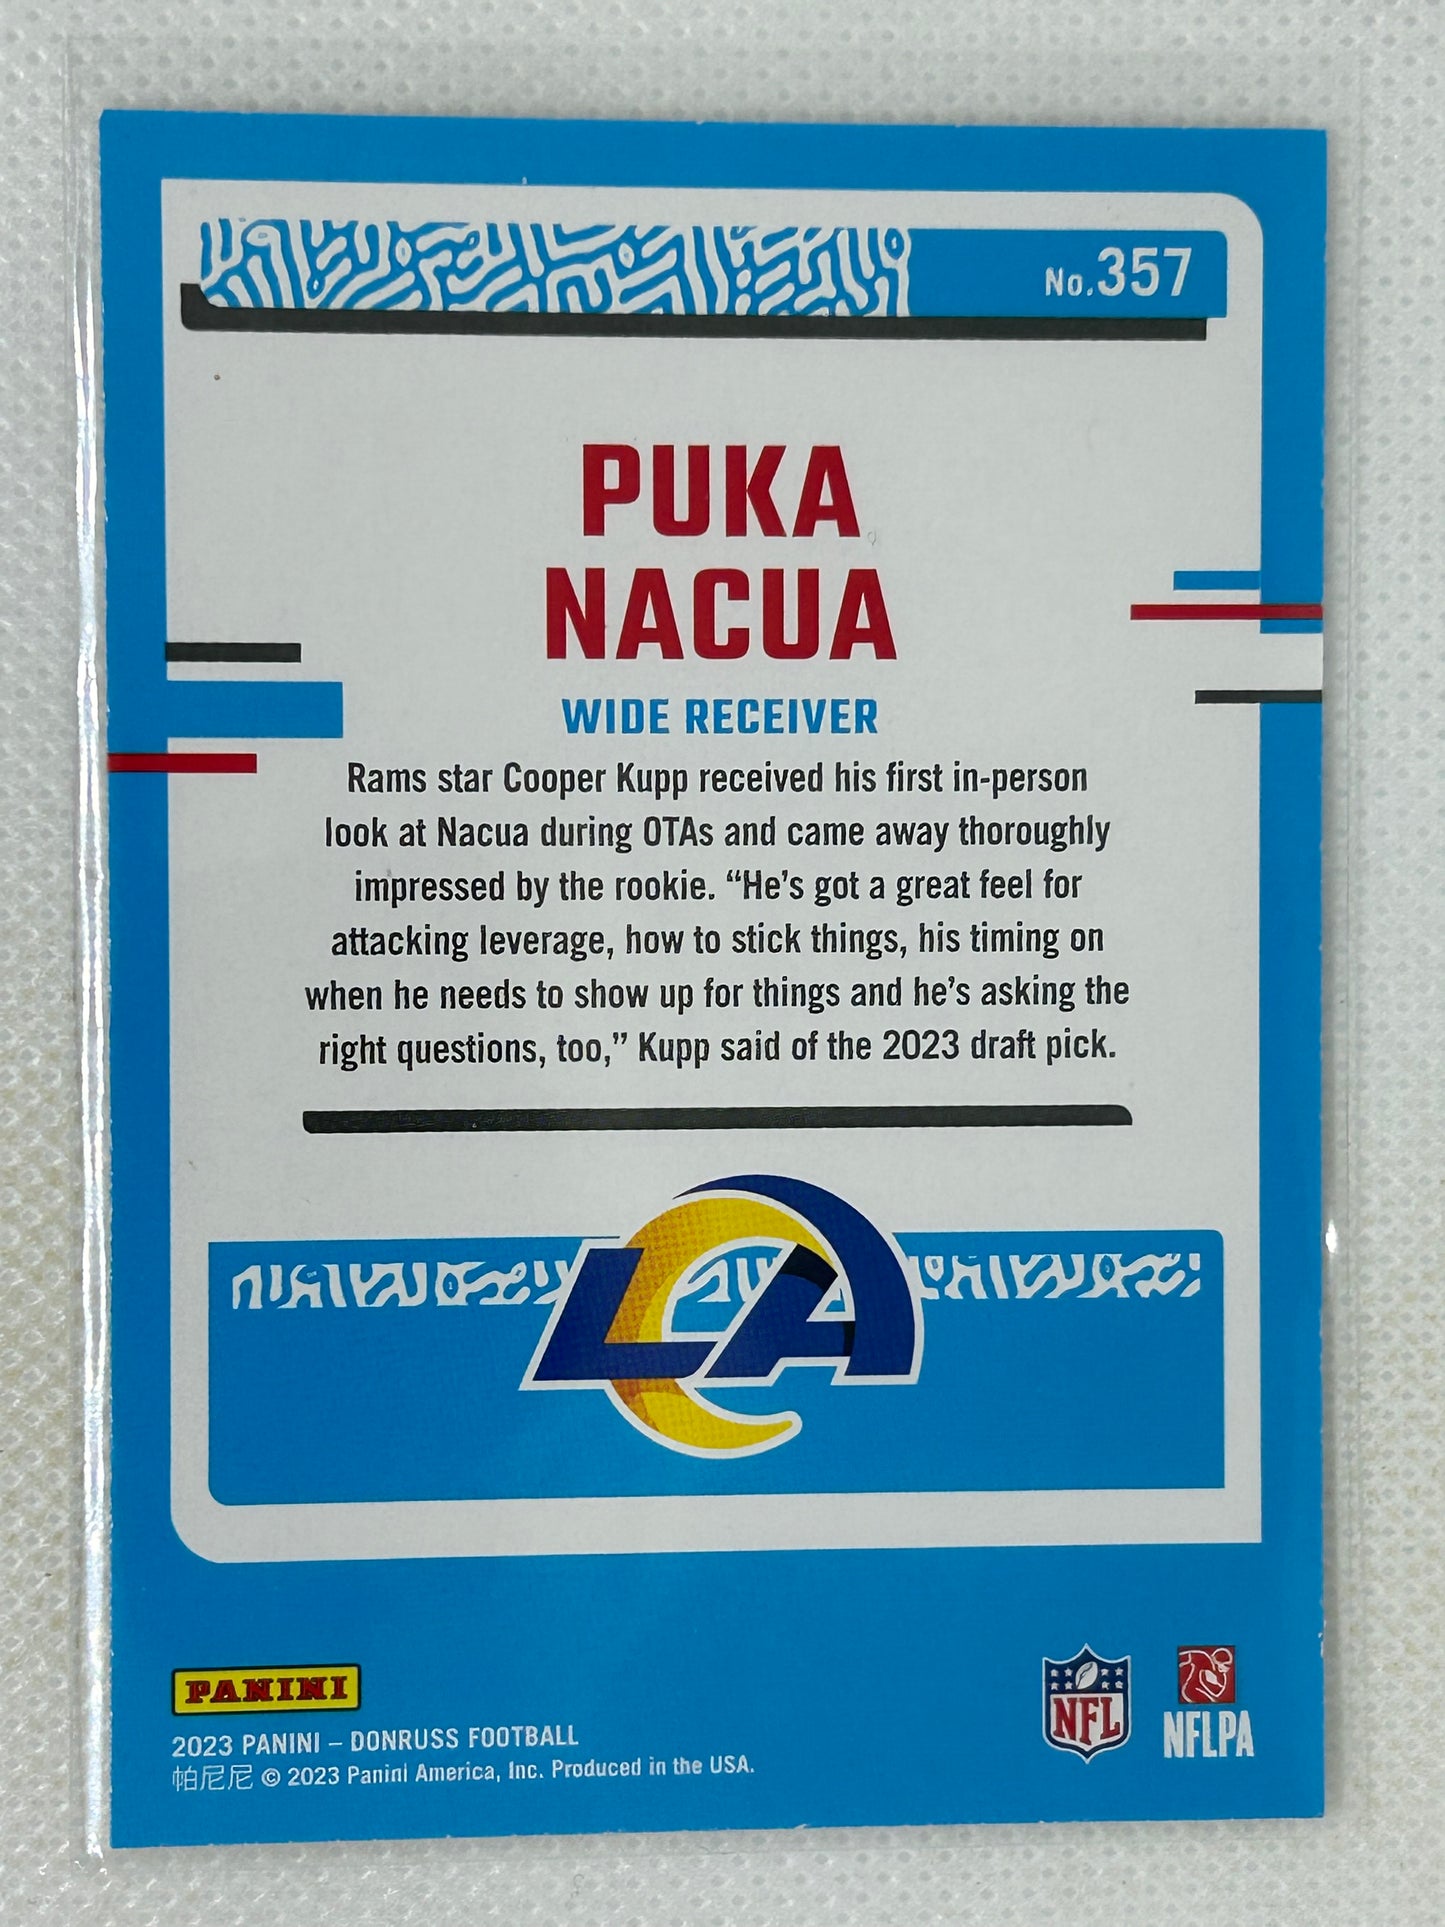 No.357
PUKA
NACUA
WIDE RECEIVER
Rams star Cooper Kupp received his first in-person
look at Nacua during OTAs and came away thoroughly
impressed by the rookie. “He’s got a great feel for
attacking leverage, how to stick things, his timing on
when he needs to show up for things and he’s asking the
right questions, too,” Kupp said of the 2023 draft pick.
LA
PANINI
2023 PANINI – DONRUSS FOOTBALL
帕尼尼 © 2023 Panini America, Inc. Produced in the USA.
NFL
NFLPA